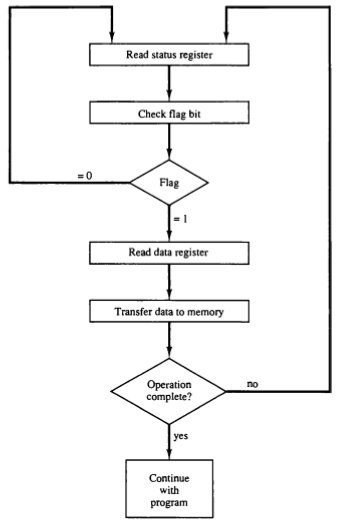 Read status register
Check flag bit
= 0
Flag
= 1
Read data register
Transfer data to memory
Operation
complete?
no
yes
Continue
with
program